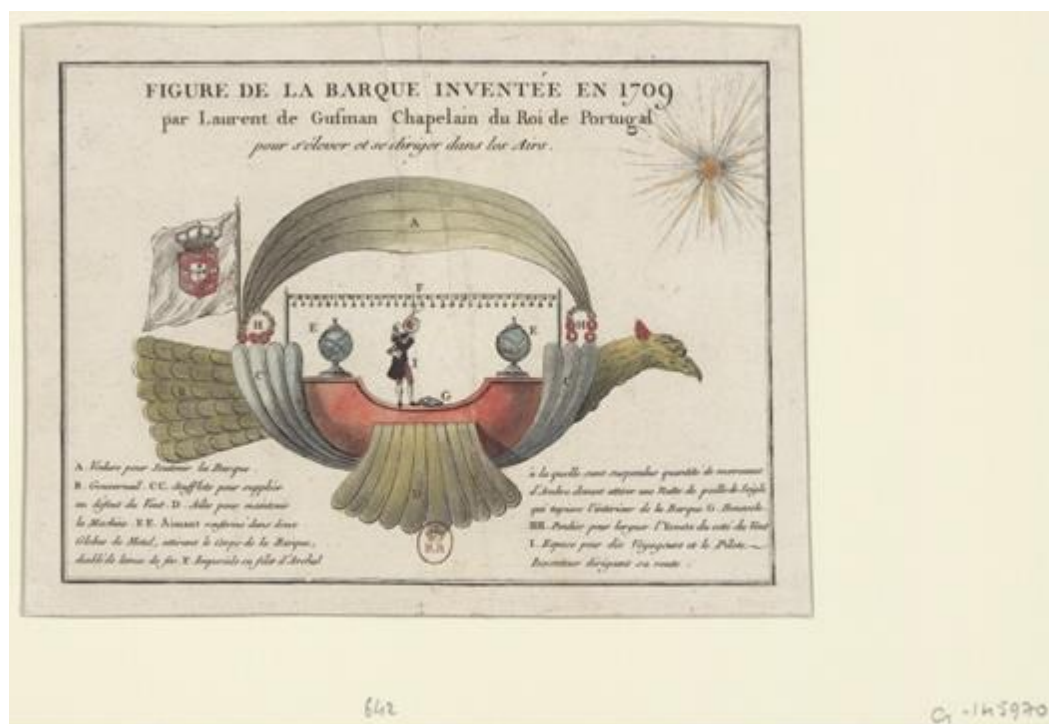 FIGURE DE LA BARQUE INVENTÉE EN 1709
par Laurent de Gusman Chapelain du Roi de Portugal
pour s'élever et se diriger dans les Airs.
A
F
H
H
E
E
I
C
C
G
B
D
A. Voilure pour Soutenir la Barque
B. Gouvernail. CC. Soufflets pour suppléer
au défaut du Vent. D. Ailes pour maintenir
la Machine. EE. Aimant renfermé dans deux
Globes de Metal, attirant le Corps de la Barque,
doublé de lames de fer. F. Imperiale en filet d'Archal
à la quelle sont suspendus quantité de morceaux
d'Ambre devant attirer une Natte de paille de Seigle
qui tapisse l'intérieur de la Barque G. Boussole
HH. Poulies pour larguer l'Ecoute du coté du Vent
I. Espace pour dix Voyageurs et le Pilote
Inventeur dirigeant sa route.
642
G-145970